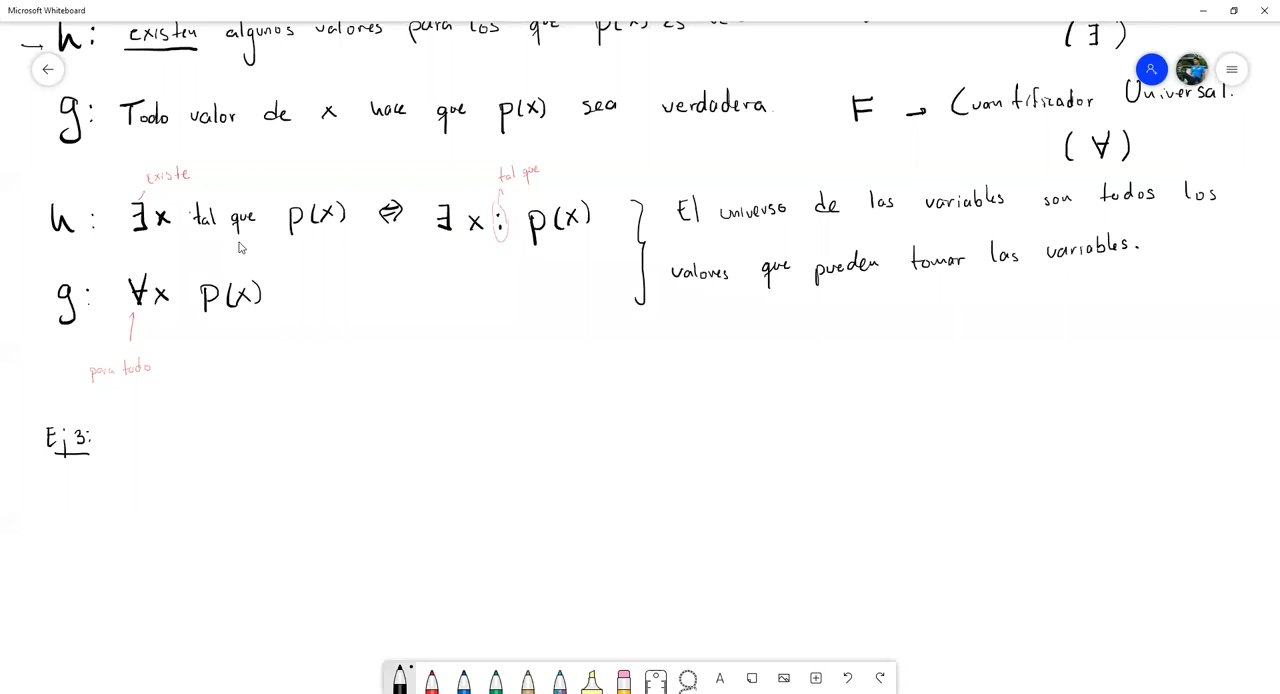 Microsoft Whiteboard
→ h: existen algunos valores para los que p(x) es
(∃)
g: Todo valor de x hace que p(x) sea verdadera. F → Cuantificador Universal.
(∀)
existe tal que
h: ∃x tal que p(x) ⇔ ∃ x : p(x) } El universo de las variables son todos los
valores que pueden tomar las variables.
g: ∀x p(x)
para todo
Ej 3: